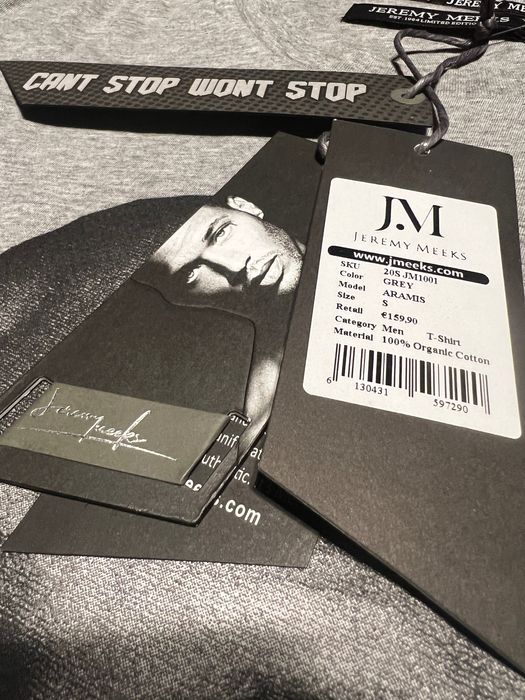 JEREMY MEEKS
JEREMY MEEKS
EST. 1984 LIMITED EDITION
CANT STOP WONT STOP
J.M
JEREMY MEEKS
www.jmeeks.com
SKU 20S JM1001
Color GREY
Model ARAMIS
Size S
Retail €159,90
Category Men T-Shirt
Material 100% Organic Cotton
6 130431 597290
Jeremy Meeks
.com